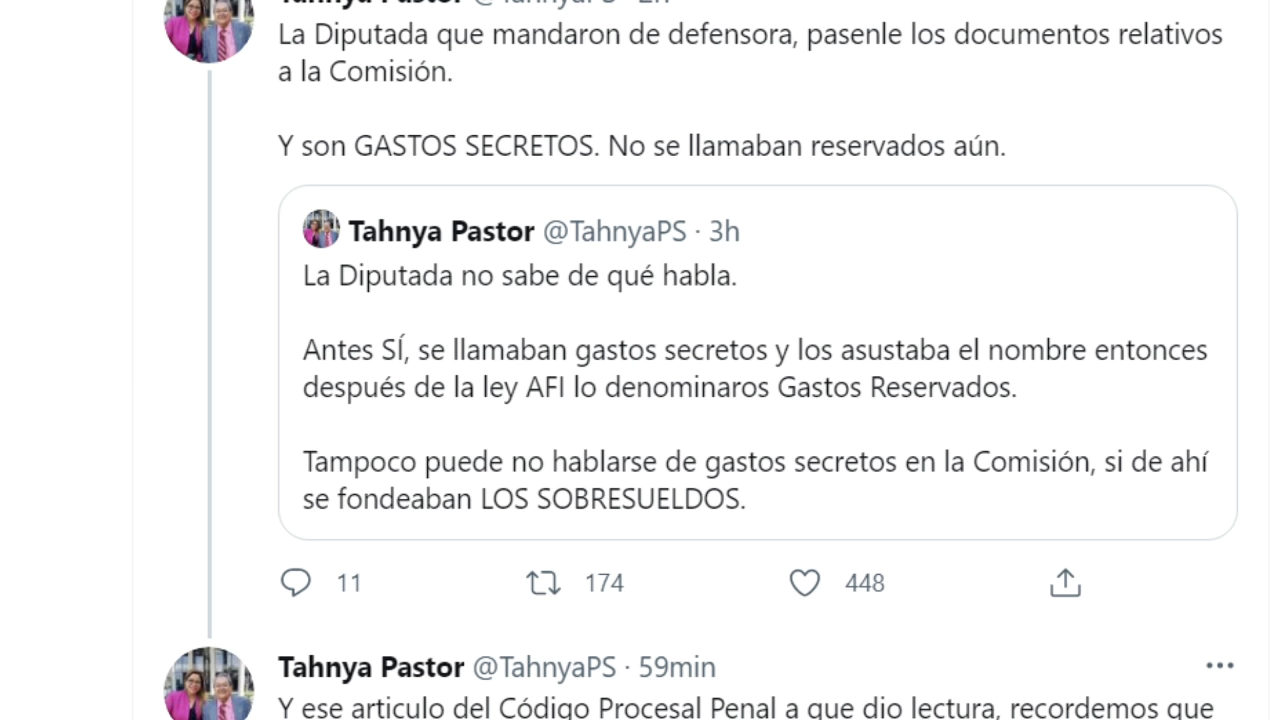 Tahnya Pastor @TahnyaPS · 2h
La Diputada que mandaron de defensora, pasenle los documentos relativos
a la Comisión.
Y son GASTOS SECRETOS. No se llamaban reservados aún.
Tahnya Pastor @TahnyaPS · 3h
La Diputada no sabe de qué habla.
Antes SÍ, se llamaban gastos secretos y los asustaba el nombre entonces
después de la ley AFI lo denominaros Gastos Reservados.
Tampoco puede no hablarse de gastos secretos en la Comisión, si de ahí
se fondeaban LOS SOBRESUELDOS.
11 174 448
Tahnya Pastor @TahnyaPS · 59min
Y ese articulo del Código Procesal Penal a que dio lectura, recordemos que